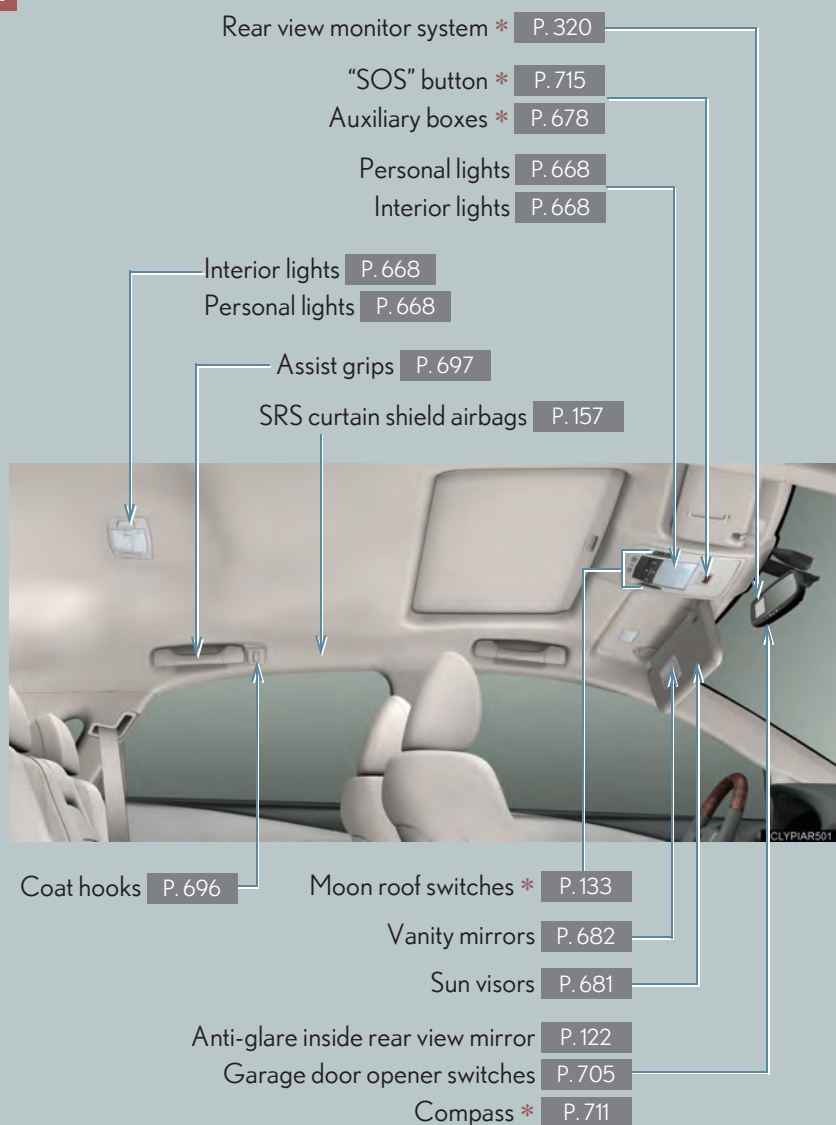 Rear view monitor system * P. 320
“SOS” button * P. 715
Auxiliary boxes * P. 678
Personal lights P. 668
Interior lights P. 668
Interior lights P. 668
Personal lights P. 668
Assist grips P. 697
SRS curtain shield airbags P. 157
CLYPIAR501
Coat hooks P. 696
Moon roof switches * P. 133
Vanity mirrors P. 682
Sun visors P. 681
Anti-glare inside rear view mirror P. 122
Garage door opener switches P. 705
Compass * P. 711